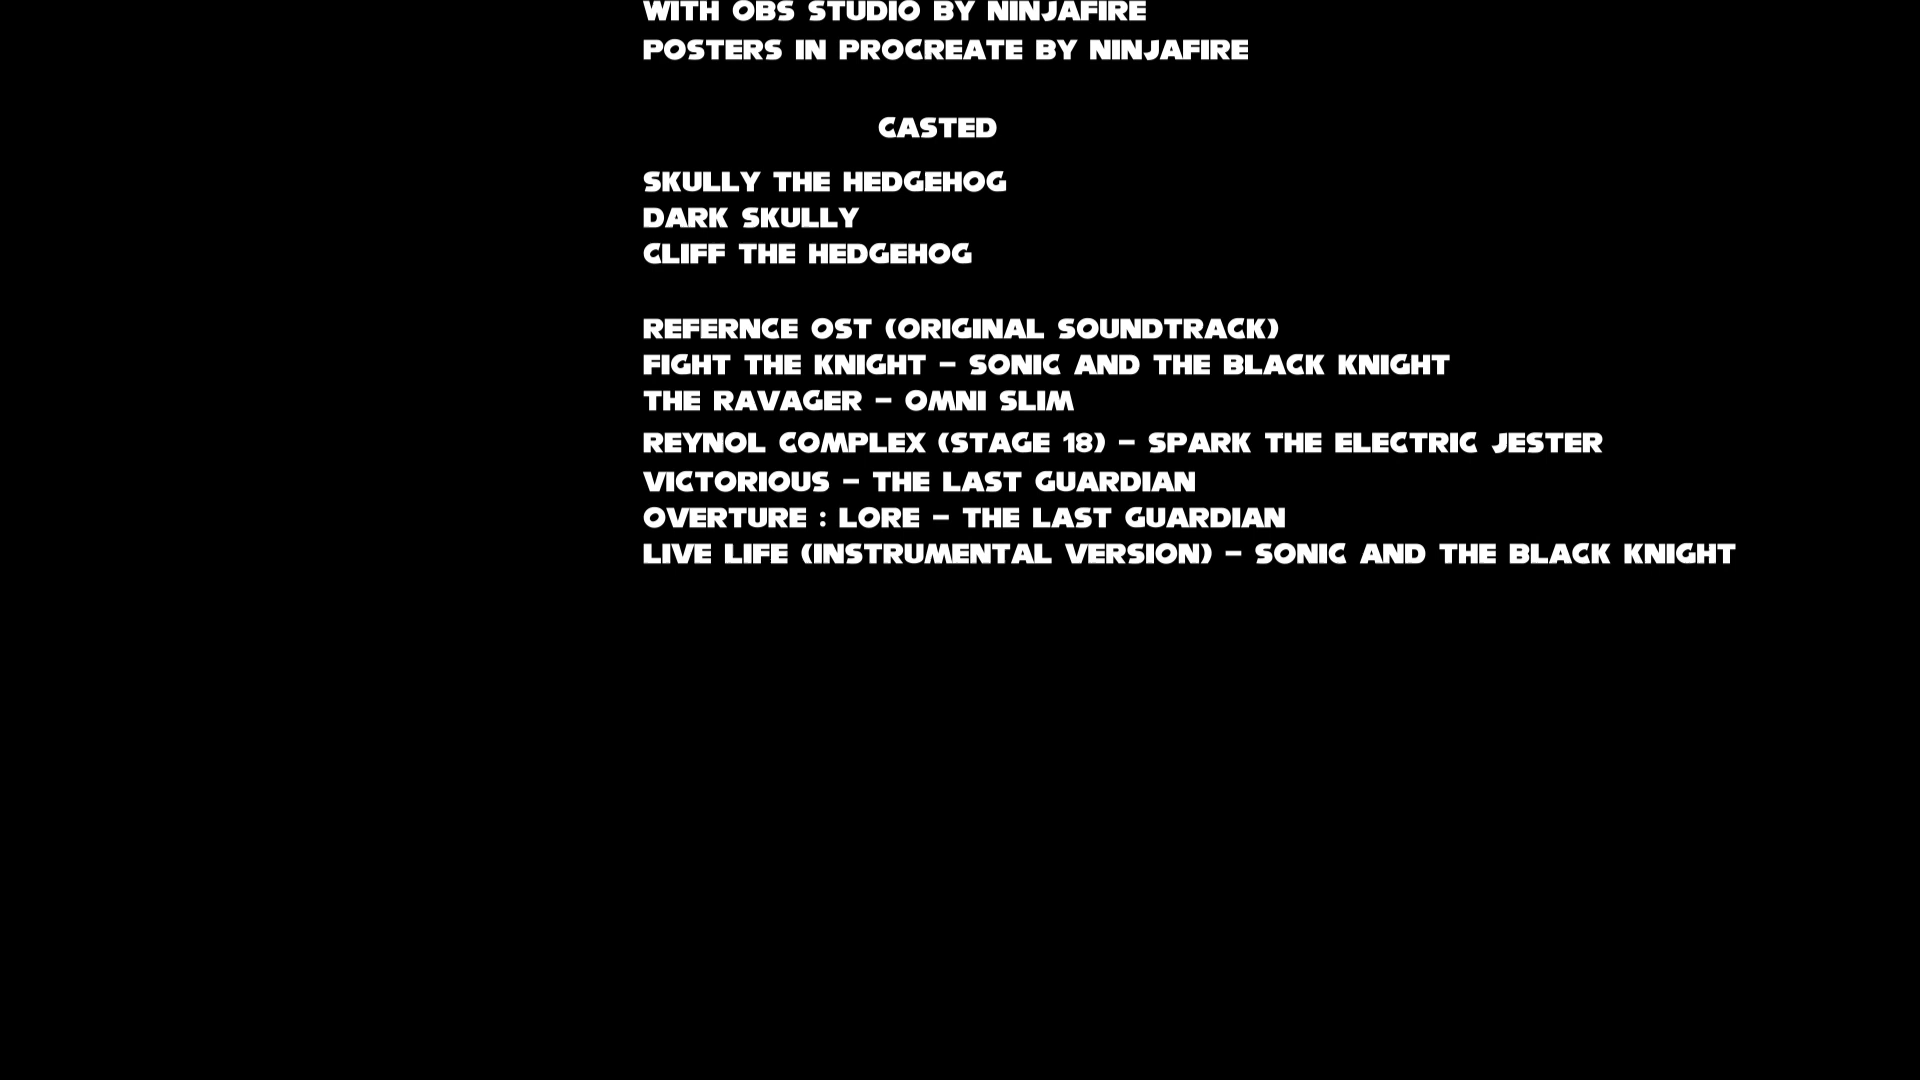 WITH OBS STUDIO BY NINJAFIRE
POSTERS IN PROCREATE BY NINJAFIRE
CASTED
SKULLY THE HEDGEHOG
DARK SKULLY
CLIFF THE HEDGEHOG
REFERNCE OST (ORIGINAL SOUNDTRACK)
FIGHT THE KNIGHT - SONIC AND THE BLACK KNIGHT
THE RAVAGER - OMNI SLIM
REYNOL COMPLEX (STAGE 18) - SPARK THE ELECTRIC JESTER
VICTORIOUS - THE LAST GUARDIAN
OVERTURE : LORE - THE LAST GUARDIAN
LIVE LIFE (INSTRUMENTAL VERSION) - SONIC AND THE BLACK KNIGHT